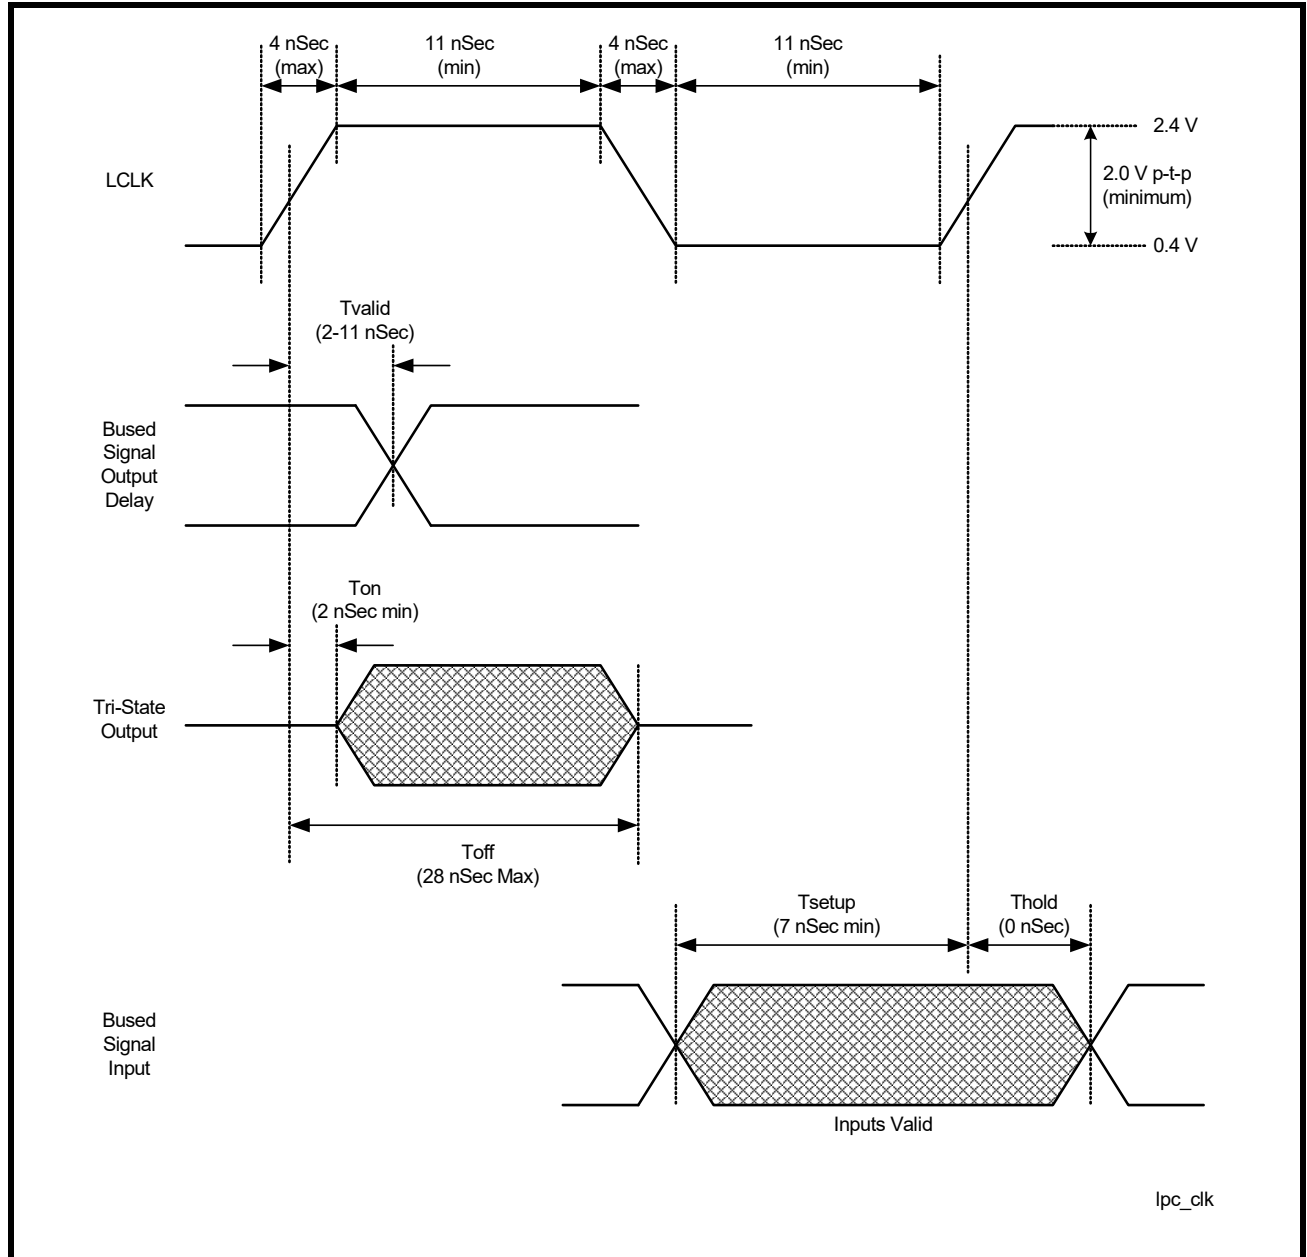 4 nSec
(max)
11 nSec
(min)
4 nSec
(max)
11 nSec
(min)
LCLK
2.4 V
2.0 V p-t-p
(minimum)
0.4 V
Tvalid
(2-11 nSec)
Bused
Signal
Output
Delay
Ton
(2 nSec min)
Tri-State
Output
Toff
(28 nSec Max)
Tsetup
(7 nSec min)
Thold
(0 nSec)
Bused
Signal
Input
Inputs Valid
lpc_clk